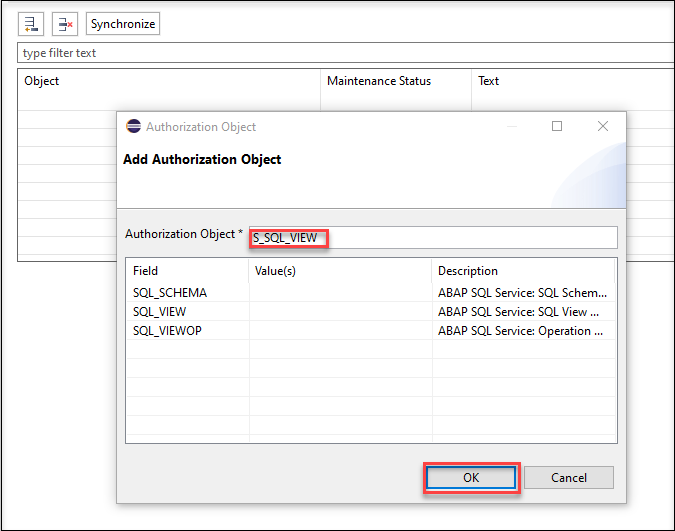 Synchronize
type filter text
Object Maintenance Status Text
Authorization Object
Add Authorization Object
Authorization Object * S_SQL_VIEW
Field Value(s) Description
SQL_SCHEMA ABAP SQL Service: SQL Schem...
SQL_VIEW ABAP SQL Service: SQL View ...
SQL_VIEWOP ABAP SQL Service: Operation ...
OK Cancel